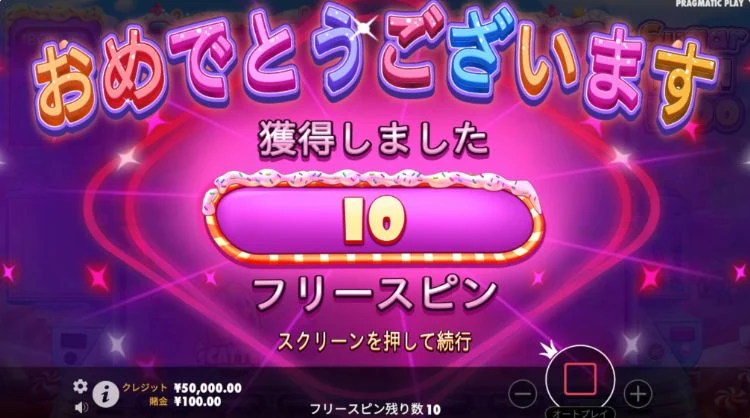 PRAGMATIC PLAY
おめでとうございます
獲得しました
10
フリースピン
スクリーンを押して続行
クレジット ¥50,000.00
賭金 ¥100.00
フリースピン残り数10
オートプレイ